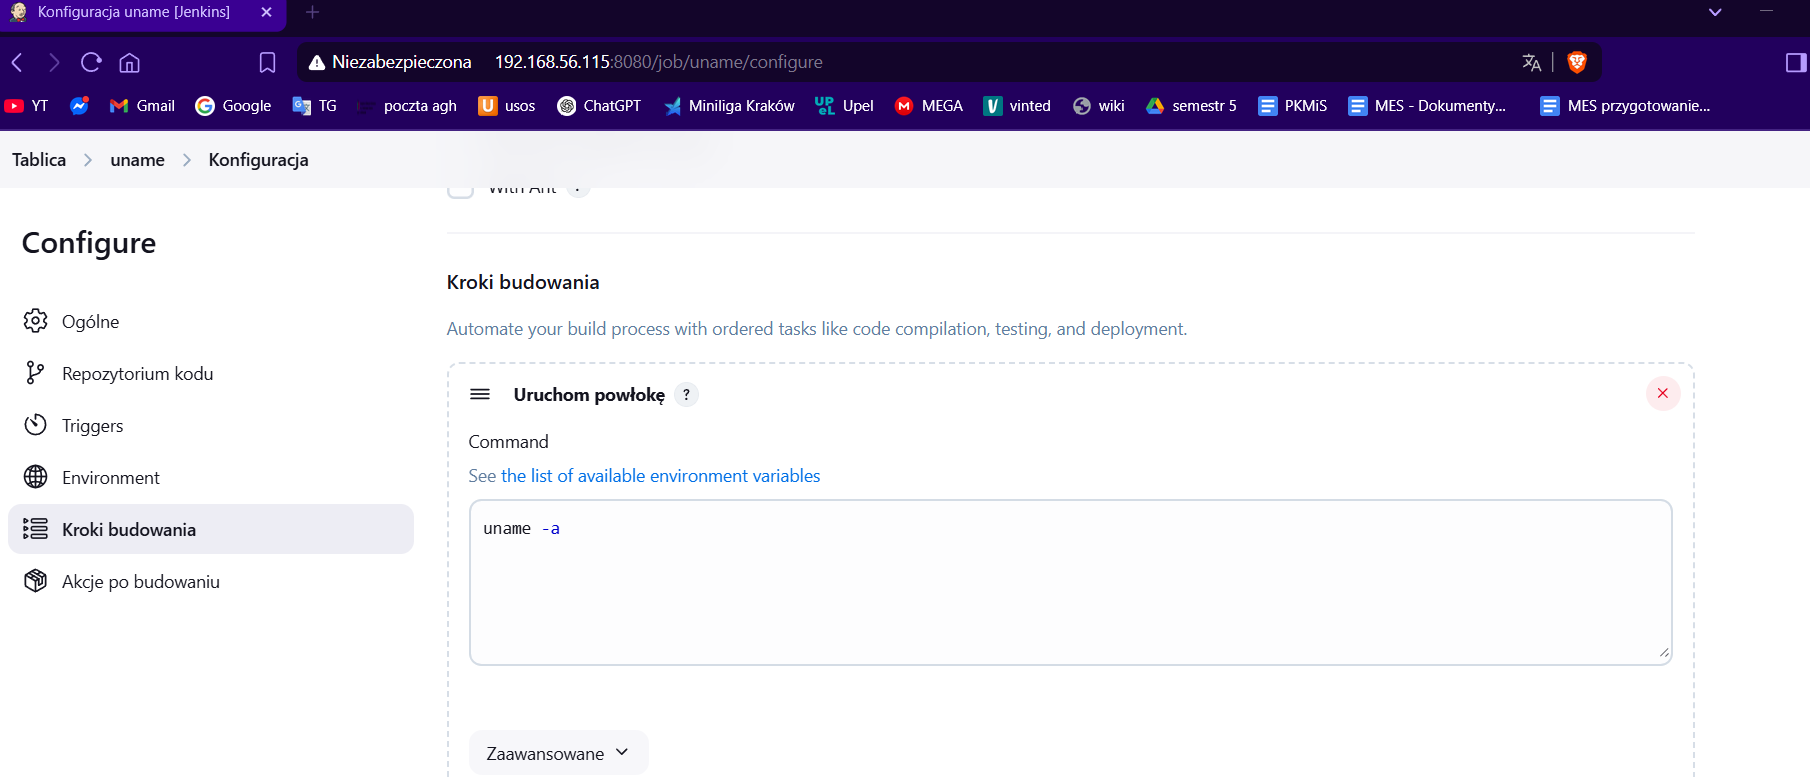 Konfiguracja uname [Jenkins]
Niezabezpieczona 192.168.56.115:8080/job/uname/configure
YT Gmail Google TG poczta agh usos ChatGPT Miniliga Kraków UPeL Upel MEGA vinted wiki semestr 5 PKMiS MES - Dokumenty... MES przygotowanie...
Tablica uname Konfiguracja
With Ant ?
Configure
Ogólne
Repozytorium kodu
Triggers
Environment
Kroki budowania
Akcje po budowaniu
Kroki budowania
Automate your build process with ordered tasks like code compilation, testing, and deployment.
Uruchom powłokę ?
Command
See the list of available environment variables
uname -a
Zaawansowane